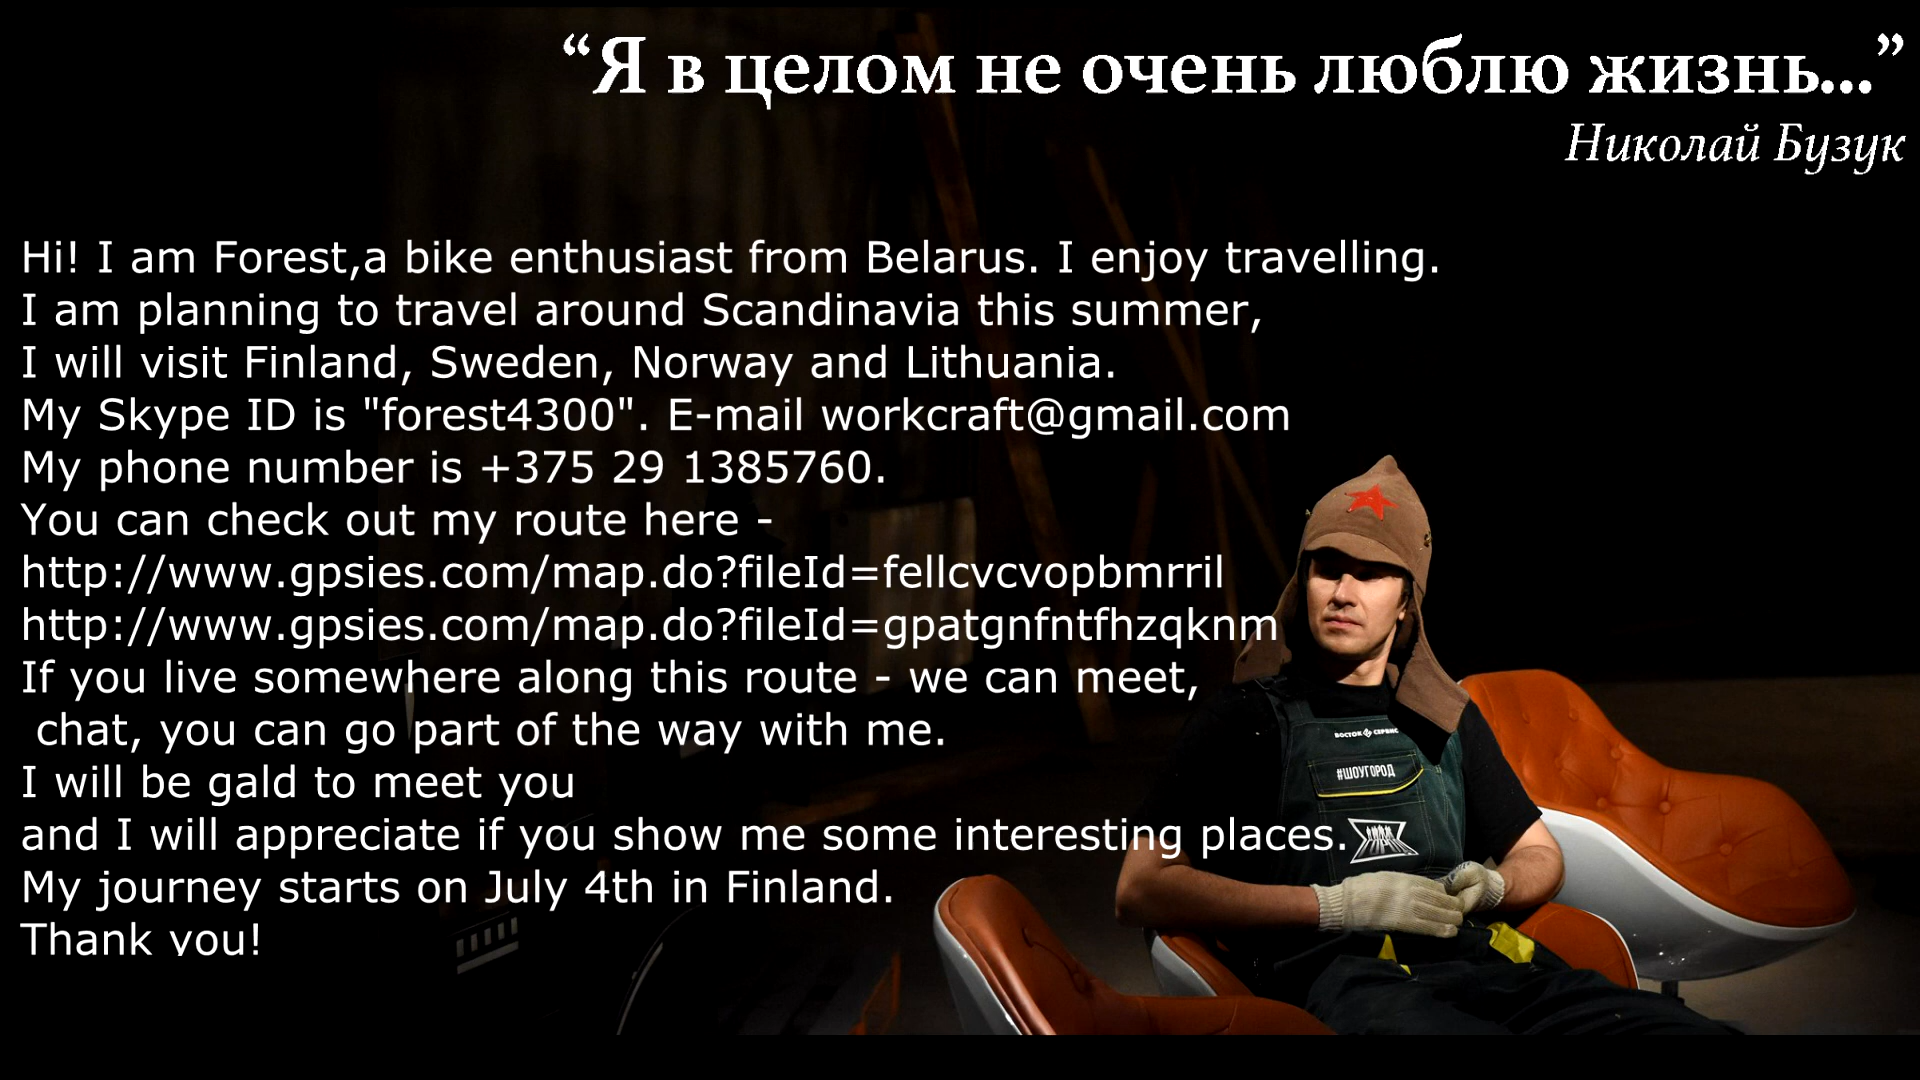 “Я в целом не очень люблю жизнь...”
Николай Бузук
Hi! I am Forest,a bike enthusiast from Belarus. I enjoy travelling.
I am planning to travel around Scandinavia this summer,
I will visit Finland, Sweden, Norway and Lithuania.
My Skype ID is "forest4300". E-mail workcraft@gmail.com
My phone number is +375 29 1385760.
You can check out my route here -
http://www.gpsies.com/map.do?fileId=fellcvcvopbmrril
http://www.gpsies.com/map.do?fileId=gpatgnfntfhzqknm
If you live somewhere along this route - we can meet,
chat, you can go part of the way with me.
I will be gald to meet you
and I will appreciate if you show me some interesting places.
My journey starts on July 4th in Finland.
Thank you!
ВОСТОК СЕРВИС
#ШОУГОРОД